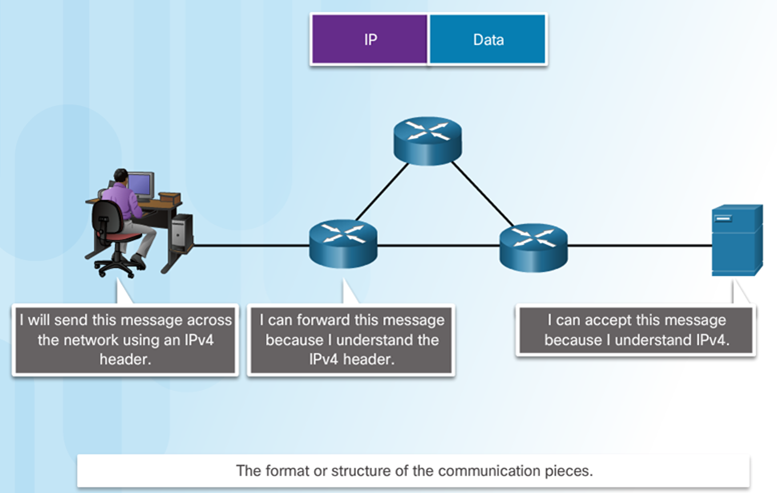 IP
Data
I will send this message across
the network using an IPv4
header.
I can forward this message
because I understand the
IPv4 header.
I can accept this message
because I understand IPv4.
The format or structure of the communication pieces.